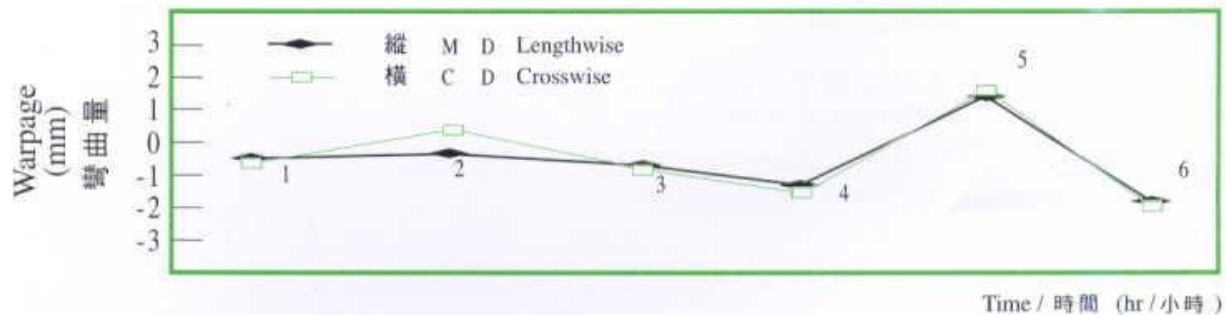 Warpage
(mm)
彎曲量
3
2
1
0
-1
-2
-3
縱 M D Lengthwise
橫 C D Crosswise
1
2
3
4
5
6
Time / 時間 (hr /小時 )